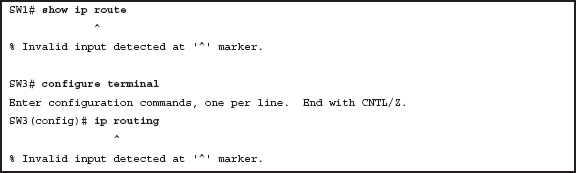 SW1# show ip route
^
% Invalid input detected at '^' marker.
SW3# configure terminal
Enter configuration commands, one per line. End with CNTL/Z.
SW3(config)# ip routing
^
% Invalid input detected at '^' marker.